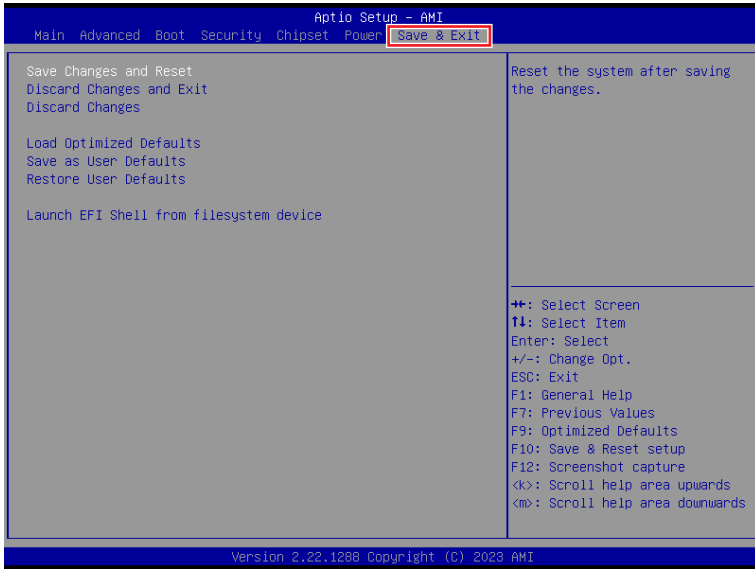 Aptio Setup – AMI
Main Advanced Boot Security Chipset Power Save & Exit
Save Changes and Reset
Discard Changes and Exit
Discard Changes
Load Optimized Defaults
Save as User Defaults
Restore User Defaults
Launch EFI Shell from filesystem device
Reset the system after saving
the changes.
→←: Select Screen
↑↓: Select Item
Enter: Select
+/-: Change Opt.
ESC: Exit
F1: General Help
F7: Previous Values
F9: Optimized Defaults
F10: Save & Reset setup
F12: Screenshot capture
<k>: Scroll help area upwards
<m>: Scroll help area downwards
Version 2.22.1288 Copyright (C) 2023 AMI